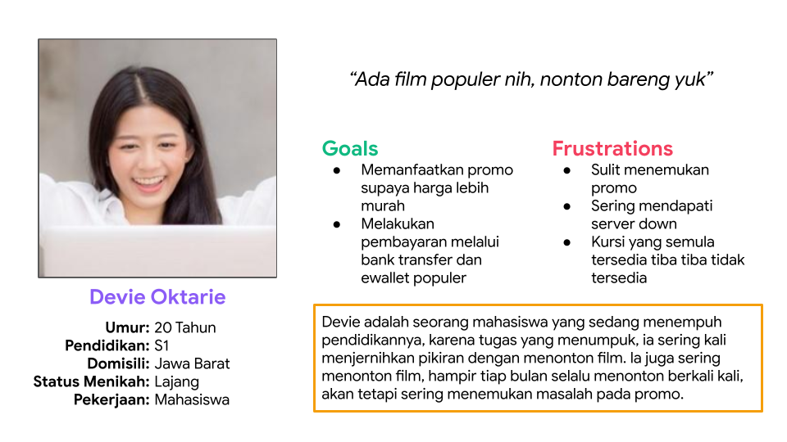 “Ada film populer nih, nonton bareng yuk”
Goals
● Memanfaatkan promo
supaya harga lebih
murah
● Melakukan
pembayaran melalui
bank transfer dan
ewallet populer
Frustrations
● Sulit menemukan
promo
● Sering mendapati
server down
● Kursi yang semula
tersedia tiba tiba tidak
tersedia
Devie Oktarie
Umur: 20 Tahun
Pendidikan: S1
Domisili: Jawa Barat
Status Menikah: Lajang
Pekerjaan: Mahasiswa
Devie adalah seorang mahasiswa yang sedang menempuh
pendidikannya, karena tugas yang menumpuk, ia sering kali
menjernihkan pikiran dengan menonton film. Ia juga sering
menonton film, hampir tiap bulan selalu menonton berkali kali,
akan tetapi sering menemukan masalah pada promo.